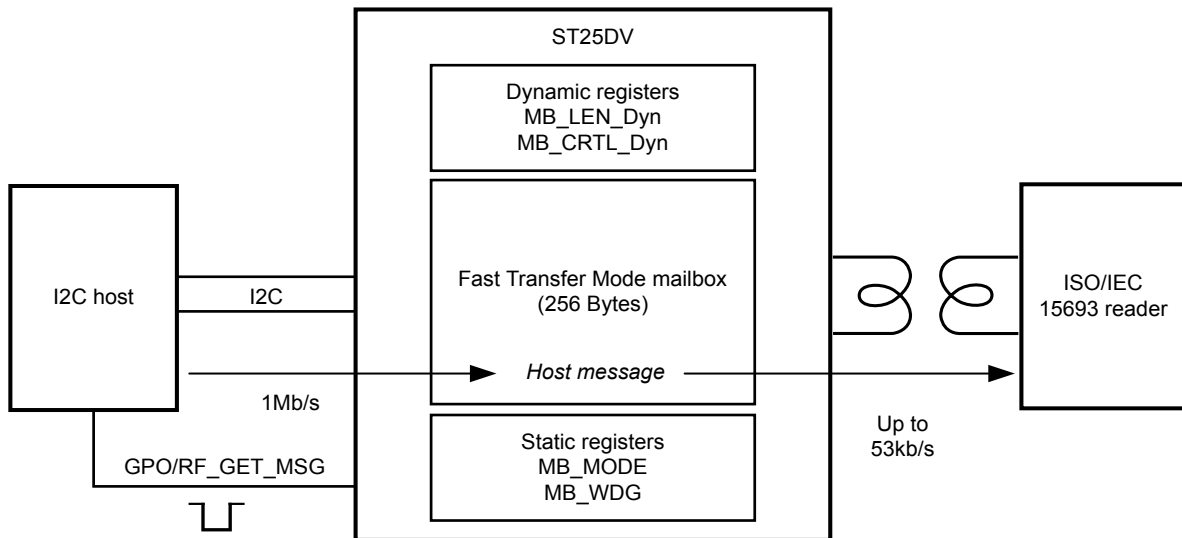 ST25DV
Dynamic registers
MB_LEN_Dyn
MB_CRTL_Dyn
I2C host
I2C
Fast Transfer Mode mailbox
(256 Bytes)
ISO/IEC
15693 reader
Host message
1Mb/s
Up to
53kb/s
GPO/RF_GET_MSG
Static registers
MB_MODE
MB_WDG